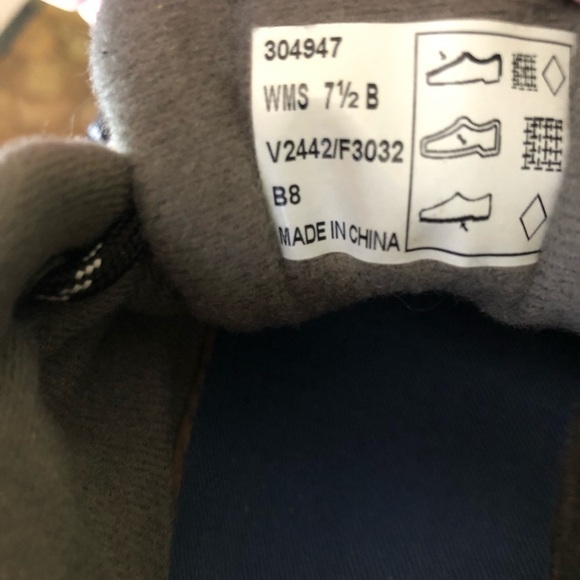 304947
WMS 7½ B
V2442/F3032
B8
MADE IN CHINA